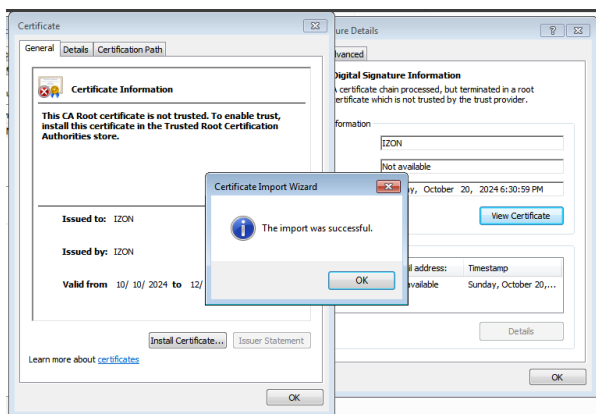 Certificate
General Details Certification Path
Certificate Information
This CA Root certificate is not trusted. To enable trust,
install this certificate in the Trusted Root Certification
Authorities store.
Issued to: IZON
Issued by: IZON
Valid from 10/ 10/ 2024 to 12/
Install Certificate... Issuer Statement
Learn more about certificates
OK
Certificate Import Wizard
The import was successful.
OK
ure Details
dvanced
Digital Signature Information
certificate chain processed, but terminated in a root
ertificate which is not trusted by the trust provider.
formation
IZON
Not available
y, October 20, 2024 6:30:59 PM
View Certificate
il address: Timestamp
vailable Sunday, October 20,...
Details
OK